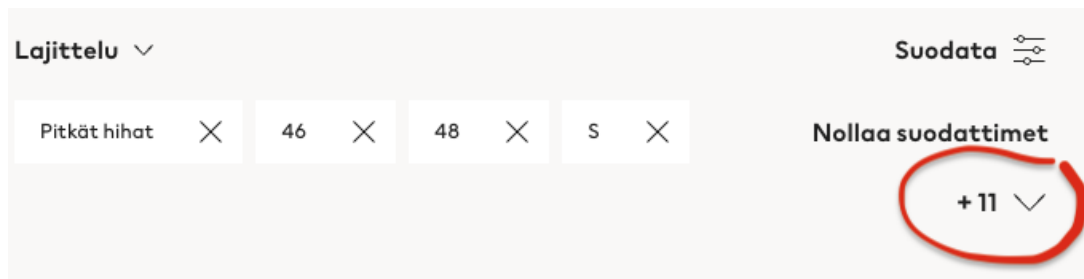 Lajittelu
Suodata
Pitkät hihat
46
48
S
Nollaa suodattimet
+ 11